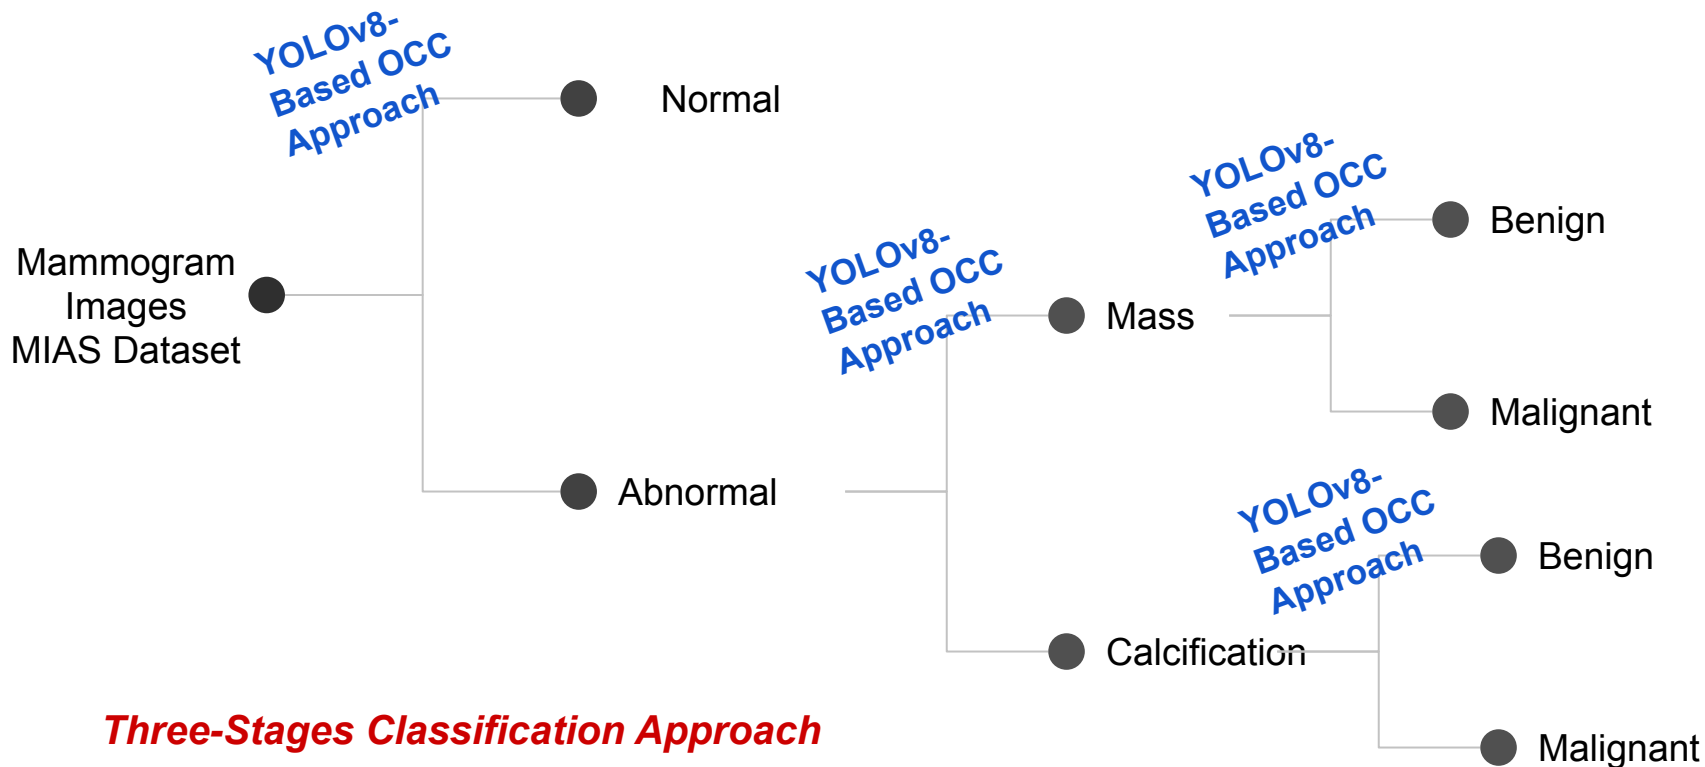 YOLOv8-
Based OCC
Approach
Normal
Mammogram
Images
MIAS Dataset
Abnormal
YOLOv8-
Based OCC
Approach
Mass
Calcification
YOLOv8-
Based OCC
Approach
Benign
Malignant
YOLOv8-
Based OCC
Approach
Benign
Malignant
Three-Stages Classification Approach